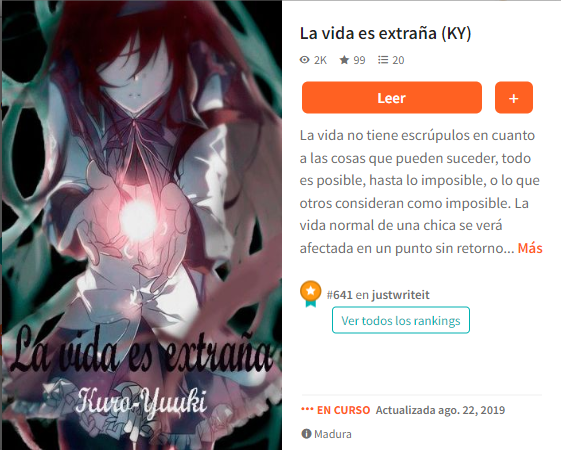 La vida es extraña
Kuro-Yuuki
La vida es extraña (KY)
2K 99 20
Leer +
La vida no tiene escrúpulos en cuanto
a las cosas que pueden suceder, todo
es posible, hasta lo imposible, o lo que
otros consideran como imposible. La
vida normal de una chica se verá
afectada en un punto sin retorno... Más
#641 en justwriteit
Ver todos los rankings
EN CURSO Actualizada ago. 22, 2019
Madura